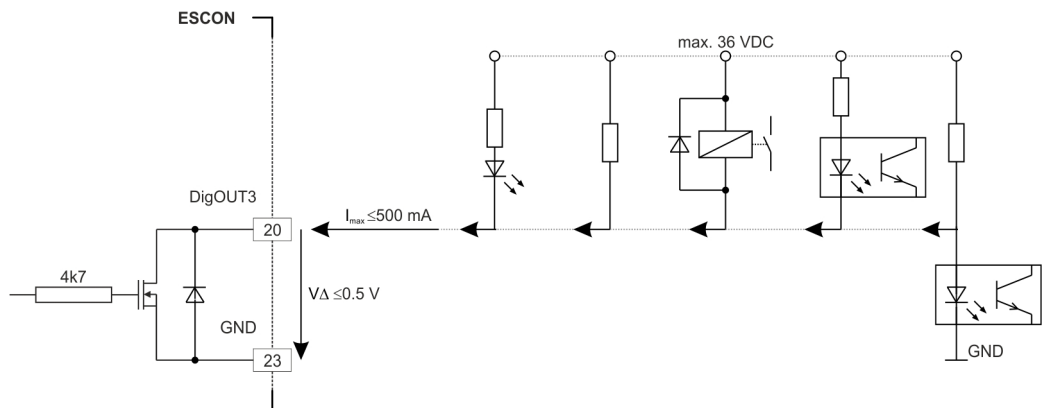 ESCON
max. 36 VDC
DigOUT3
20
Imax ≤500 mA
4k7
VΔ ≤0.5 V
GND
23
GND